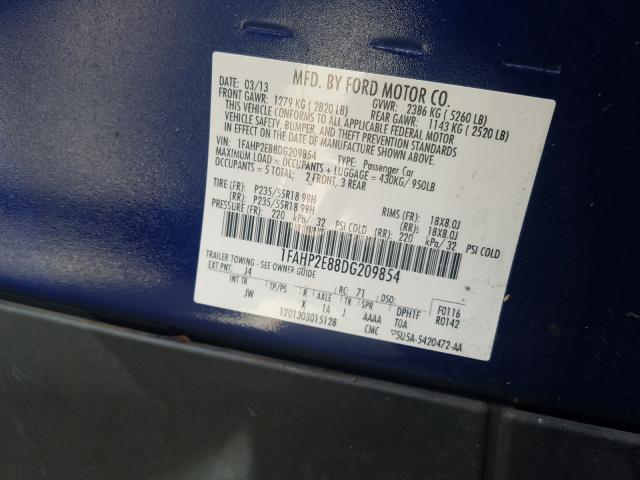 MFD. BY FORD MOTOR CO.
DATE: 03/13 GVWR: 2386 KG ( 5260 LB)
FRONT GAWR: 1279 KG ( 2820 LB) REAR GAWR: 1143 KG ( 2520 LB)
THIS VEHICLE CONFORMS TO ALL APPLICABLE FEDERAL MOTOR
VEHICLE SAFETY, BUMPER, AND THEFT PREVENTION STANDARDS
IN EFFECT ON THE DATE OF MANUFACTURE SHOWN ABOVE.
VIN: 1FAHP2E88DG209854 TYPE: Passenger Car
MAXIMUM LOAD = OCCUPANTS + LUGGAGE = 430KG/ 950LB
OCCUPANTS = 5 TOTAL: 2 FRONT, 3 REAR
TIRE (FR): P235/55R18 99H RIMS (FR): 18X8.0J
(RR): P235/55R18 99H (RR): 18X8.0J
PRESSURE (FR): 220 kPa/ 32 PSI COLD (RR): 220 kPa/ 32 PSI COLD
1FAHP2E88DG209854
TRAILER TOWING - SEE OWNER GUIDE
EXT PNT: J4 RC: 71 DSO: F0116
INT TR TP/PS R AXLE TR SPR DPHTF R0142
JW X 1A J AAAA TOA
1201303015128 CMC ▽SU5A-5420472-AA